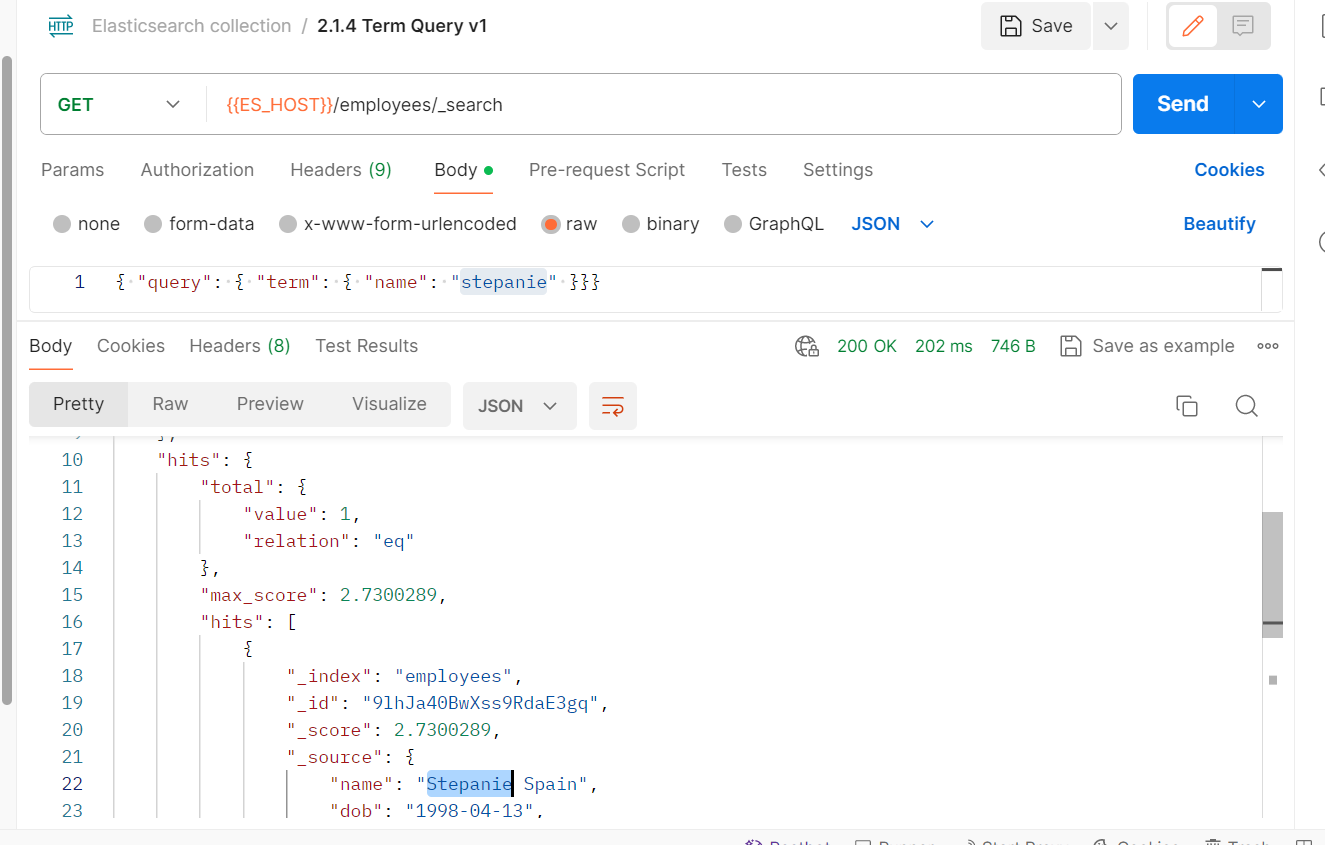 HTTP Elasticsearch collection / 2.1.4 Term Query v1 Save
GET {{ES_HOST}}/employees/_search Send
Params Authorization Headers (9) Body Pre-request Script Tests Settings Cookies
none form-data x-www-form-urlencoded raw binary GraphQL JSON Beautify
1 { "query": { "term": { "name": "stepanie" }}}
Body Cookies Headers (8) Test Results 200 OK 202 ms 746 B Save as example
Pretty Raw Preview Visualize JSON
10 "hits": {
11 "total": {
12 "value": 1,
13 "relation": "eq"
14 },
15 "max_score": 2.7300289,
16 "hits": [
17 {
18 "_index": "employees",
19 "_id": "9lhJa40BwXss9RdaE3gq",
20 "_score": 2.7300289,
21 "_source": {
22 "name": "Stepanie Spain",
23 "dob": "1998-04-13",